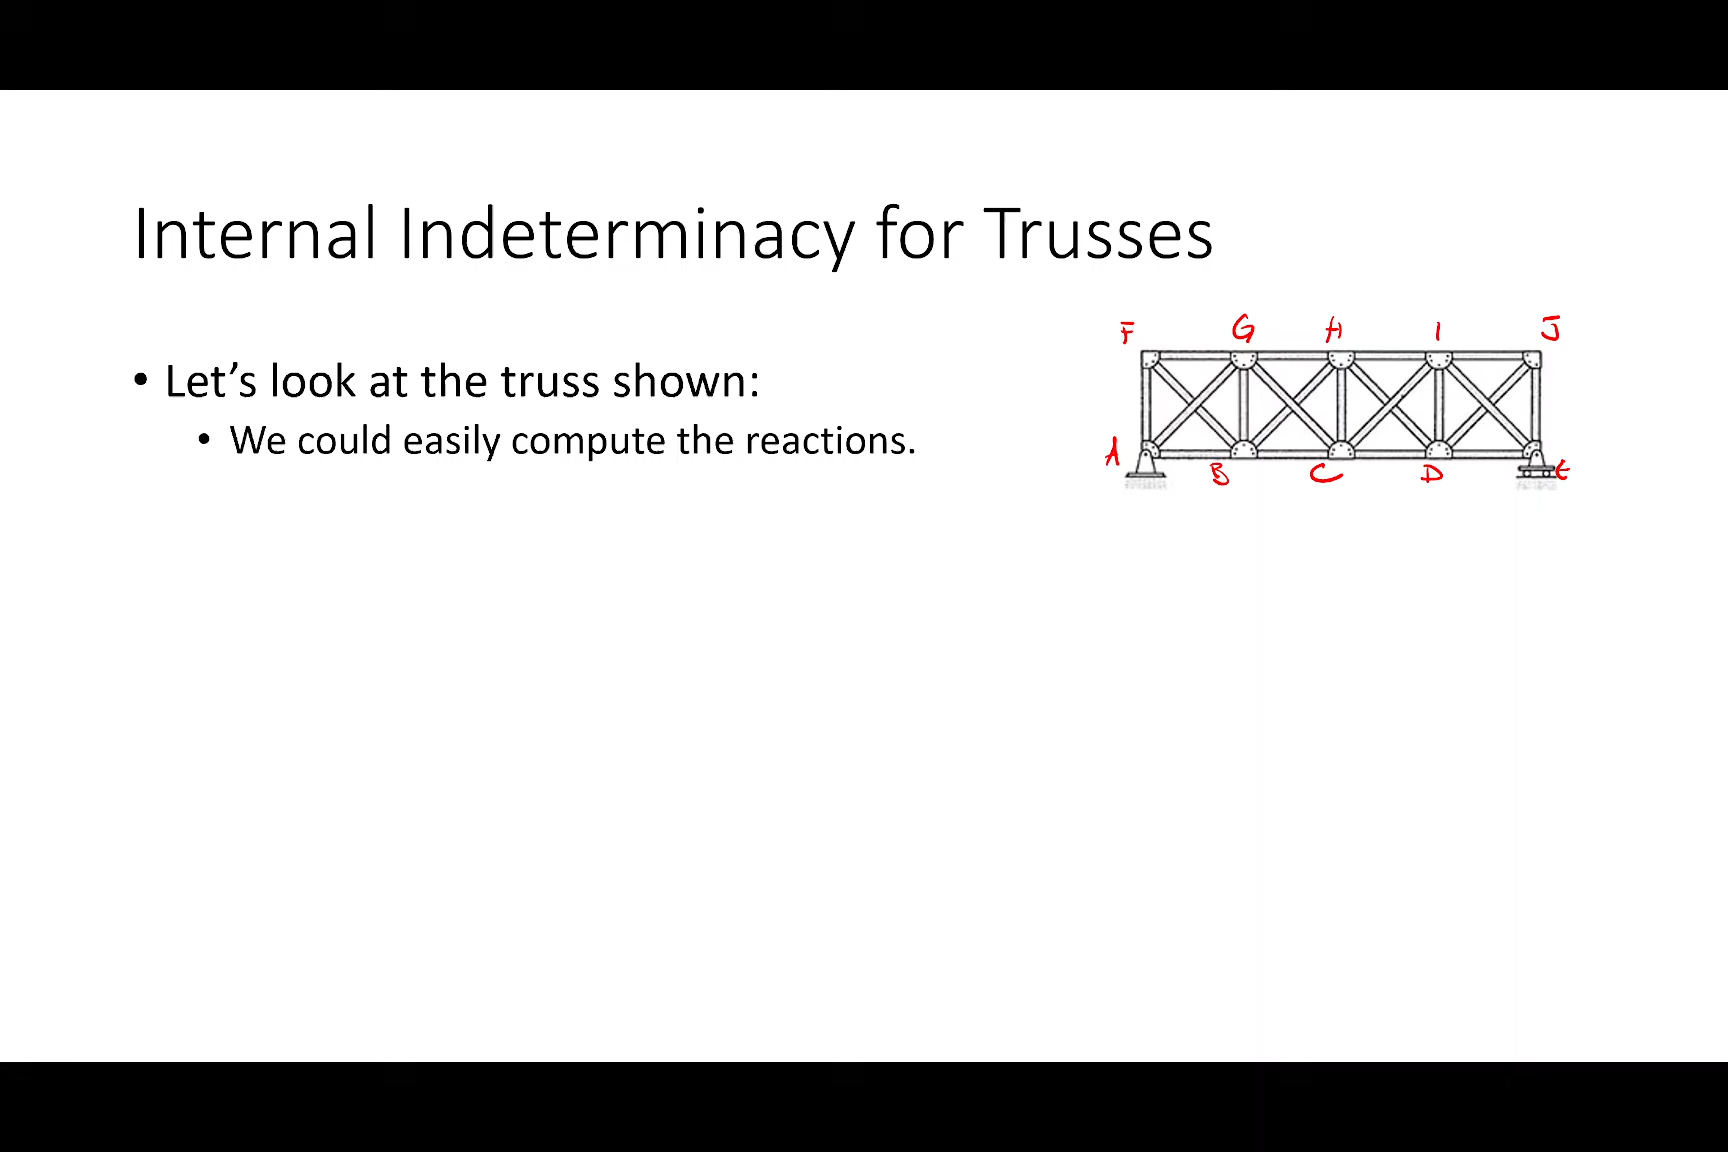 Internal Indeterminacy for Trusses
• Let's look at the truss shown:
• We could easily compute the reactions.
F G H I J
A B C D E